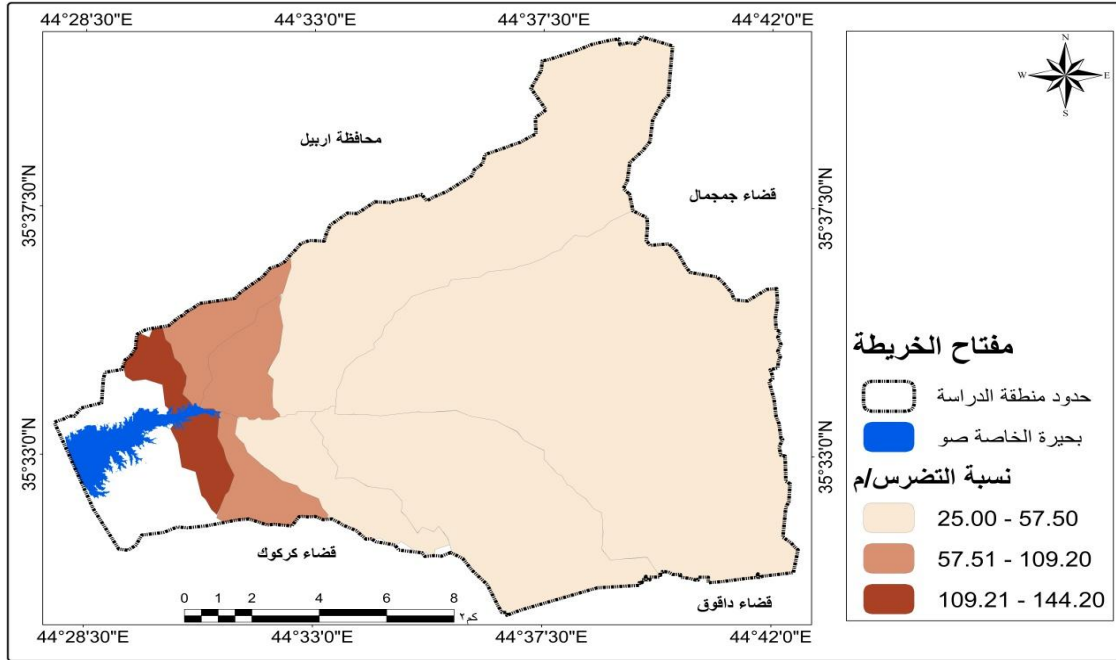 44°28'30"E 44°33'0"E 44°37'30"E 44°42'0"E
N
W E
S
محافظة اربيل
قضاء جمجمال
35°37'30"N
35°37'30"N
مفتاح الخريطة
حدود منطقة الدراسة
بحيرة الخاصة صو
35°33'0"N
35°33'0"N
نسبة التضرس/م
25.00 - 57.50
57.51 - 109.20
109.21 - 144.20
قضاء كركوك
قضاء داقوق
0 2 4 6 8
كم٢
44°28'30"E 44°33'0"E 44°37'30"E 44°42'0"E